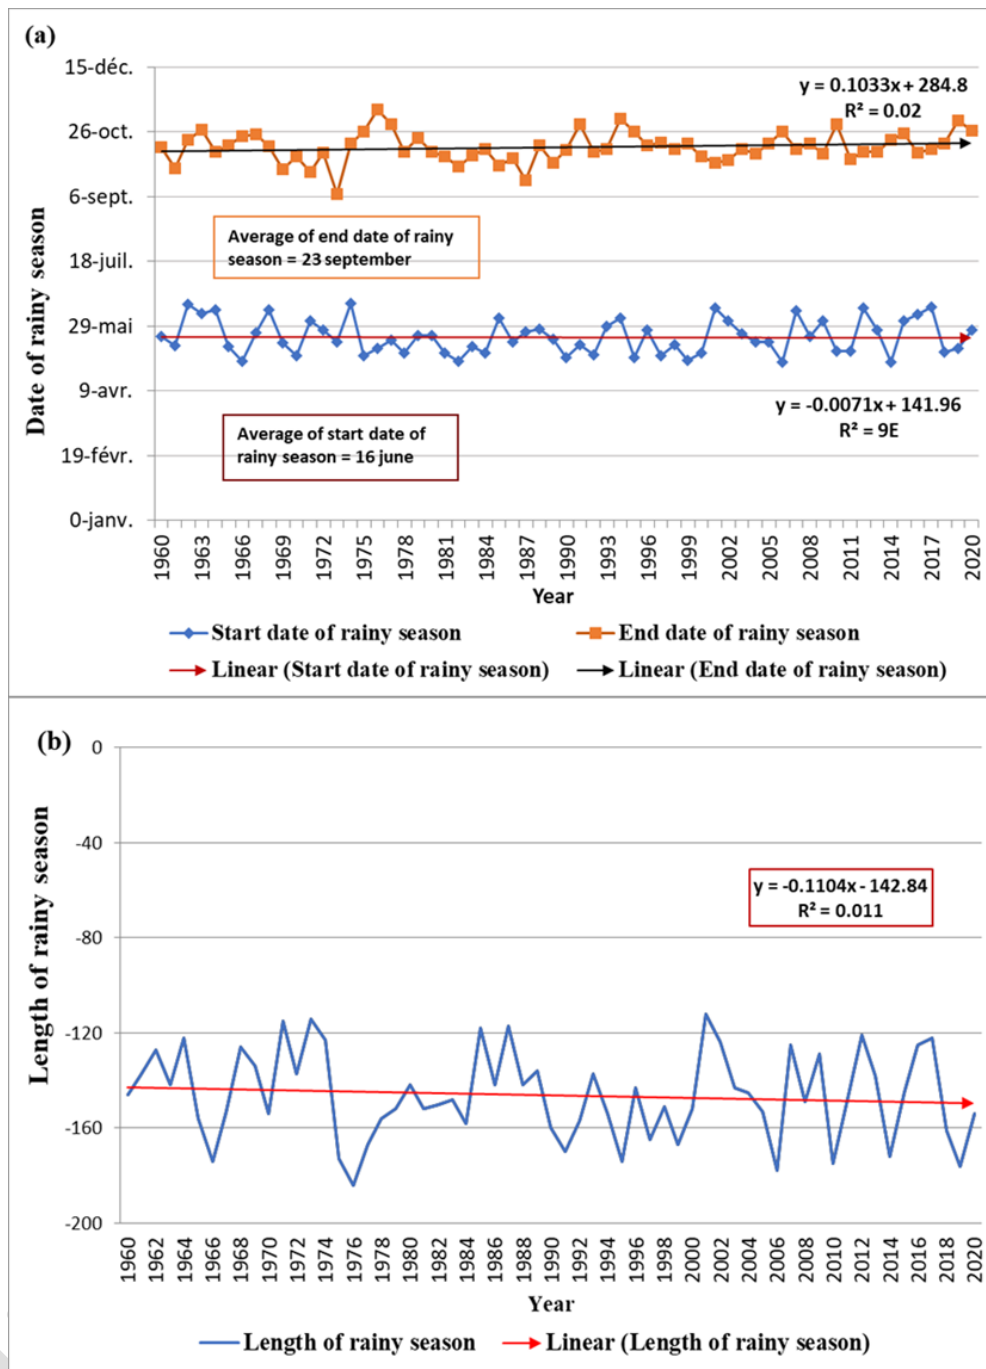 (a)
15-déc.
26-oct.
6-sept.
18-juil.
29-mai
9-avr.
19-févr.
0-janv.
Date of rainy season
y = 0.1033x + 284.8
R² = 0.02
Average of end date of rainy
season = 23 september
y = -0.0071x + 141.96
R² = 9E
Average of start date of
rainy season = 16 june
1960 1963 1966 1969 1972 1975 1978 1981 1984 1987 1990 1993 1996 1999 2002 2005 2008 2011 2014 2017 2020
Year
Start date of rainy season End date of rainy season
Linear (Start date of rainy season) Linear (End date of rainy season)
(b)
0
-40
-80
-120
-160
-200
Length of rainy season
y = -0.1104x - 142.84
R² = 0.011
1960 1962 1964 1966 1968 1970 1972 1974 1976 1978 1980 1982 1984 1986 1988 1990 1992 1994 1996 1998 2000 2002 2004 2006 2008 2010 2012 2014 2016 2018 2020
Year
Length of rainy season Linear (Length of rainy season)